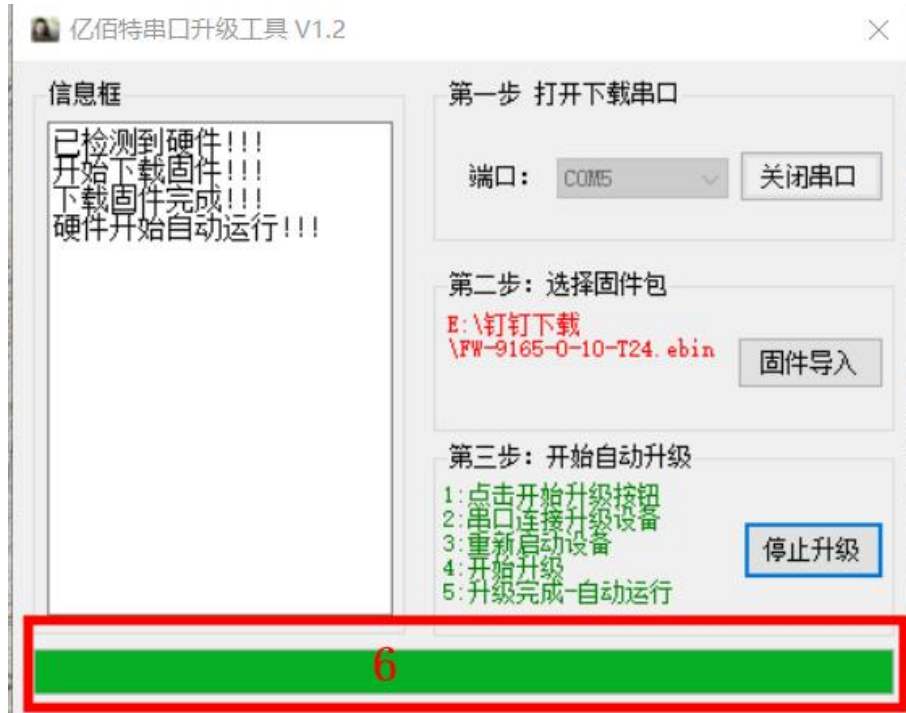 亿佰特串口升级工具 V1.2
信息框
已检测到硬件!!!
开始下载固件!!!
下载固件完成!!!
硬件开始自动运行!!!
第一步 打开下载串口
端口：
COM5
关闭串口
第二步：选择固件包
E:\钉钉下载
\FW-9165-0-10-T24.ebin
固件导入
第三步：开始自动升级
1:点击开始升级按钮
2:串口连接升级设备
3:重新启动设备
4:开始升级
5:升级完成-自动运行
停止升级
6